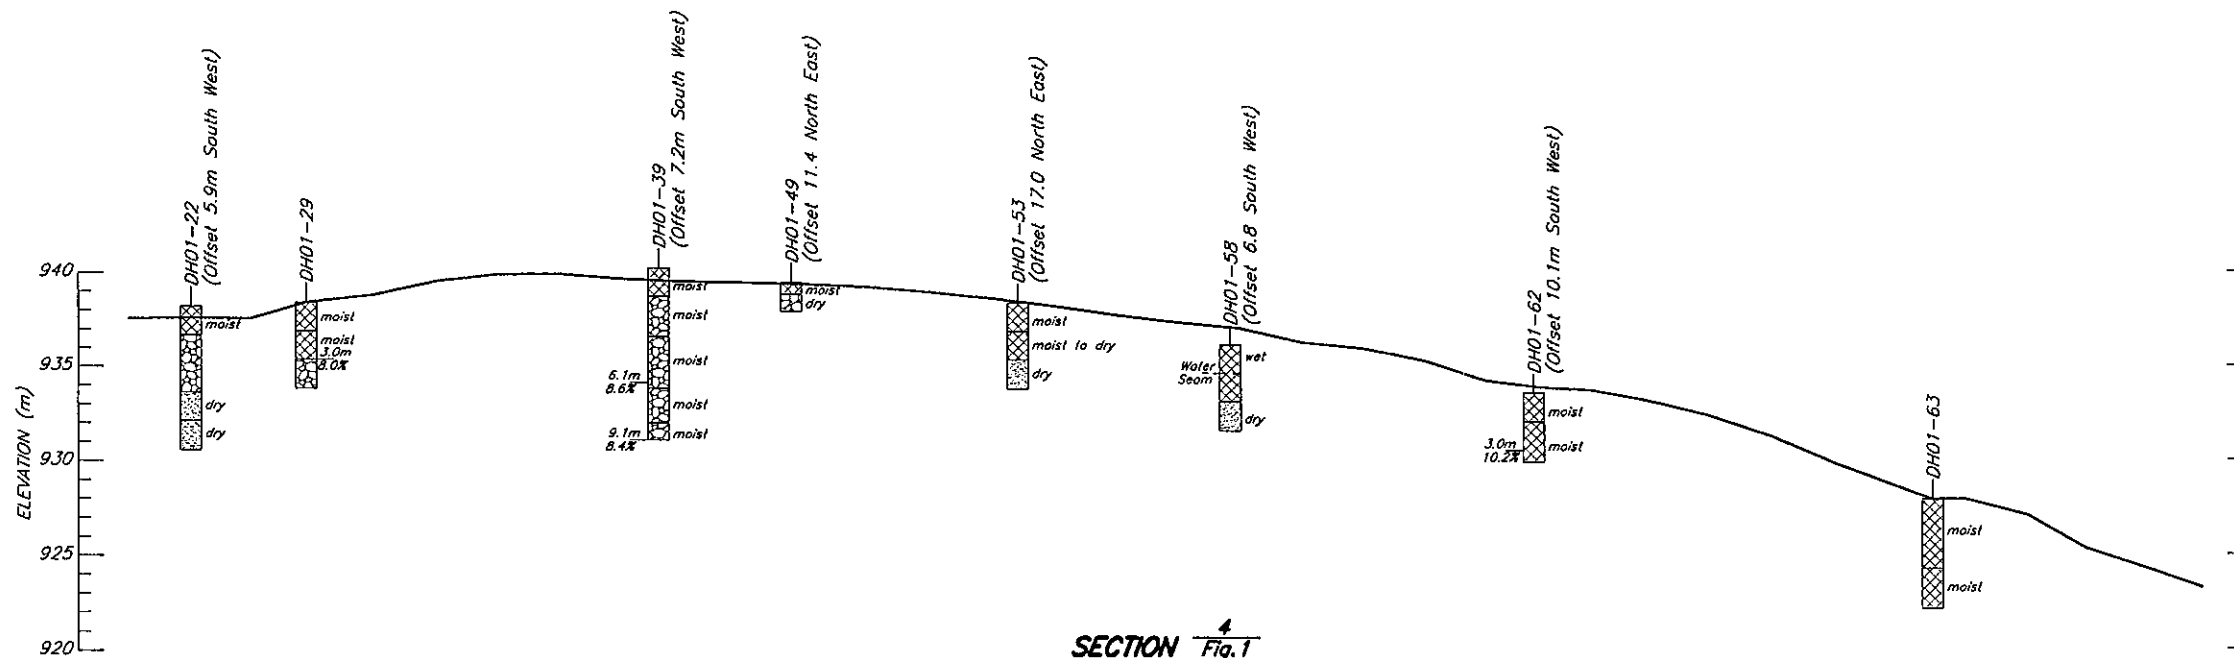 DH01-22
(Offset 5.9m South West)
DH01-29
DH01-39
(Offset 7.2m South West)
DH01-49
(Offset 11.4 North East)
DH01-53
(Offset 17.0 North East)
DH01-58
(Offset 6.8 South West)
DH01-62
(Offset 10.1m South West)
DH01-63
ELEVATION (m)
940
935
930
925
920
moist
dry
dry
moist
moist
3.0m
8.0%
moist
moist
moist
6.1m
8.6%
moist
9.1m
8.4%
moist
moist
dry
moist
moist to dry
dry
wet
Water
Seam
dry
moist
3.0m
10.2%
moist
moist
moist
SECTION 4
Fig.1